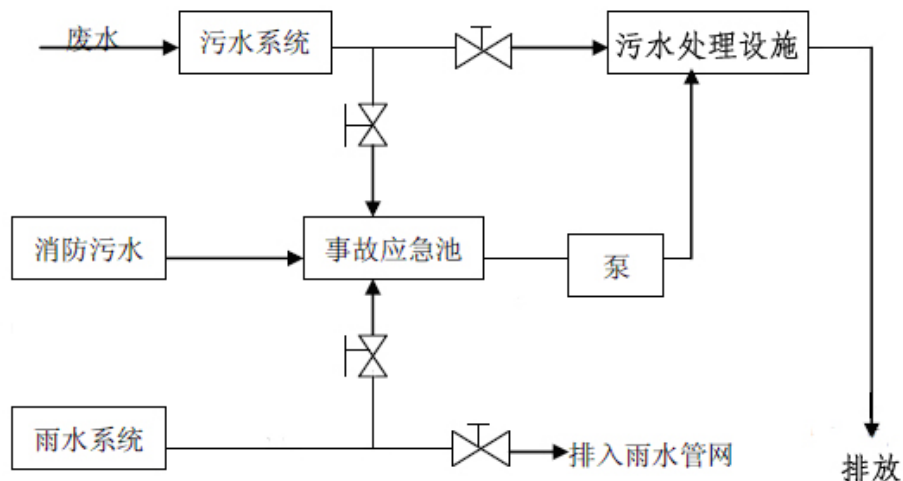 废水
污水系统
污水处理设施
消防污水
事故应急池
泵
雨水系统
排入雨水管网
排放